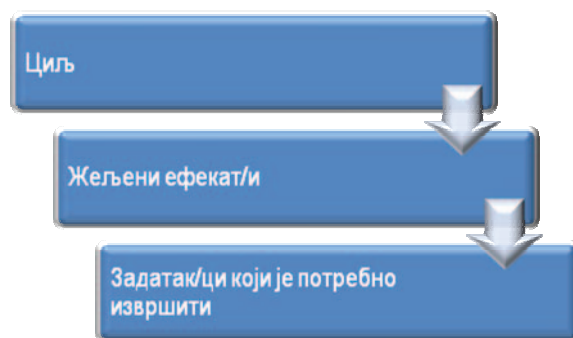 Циљ
Жељени ефекат/и
Задатак/ци који је потребно
извршити